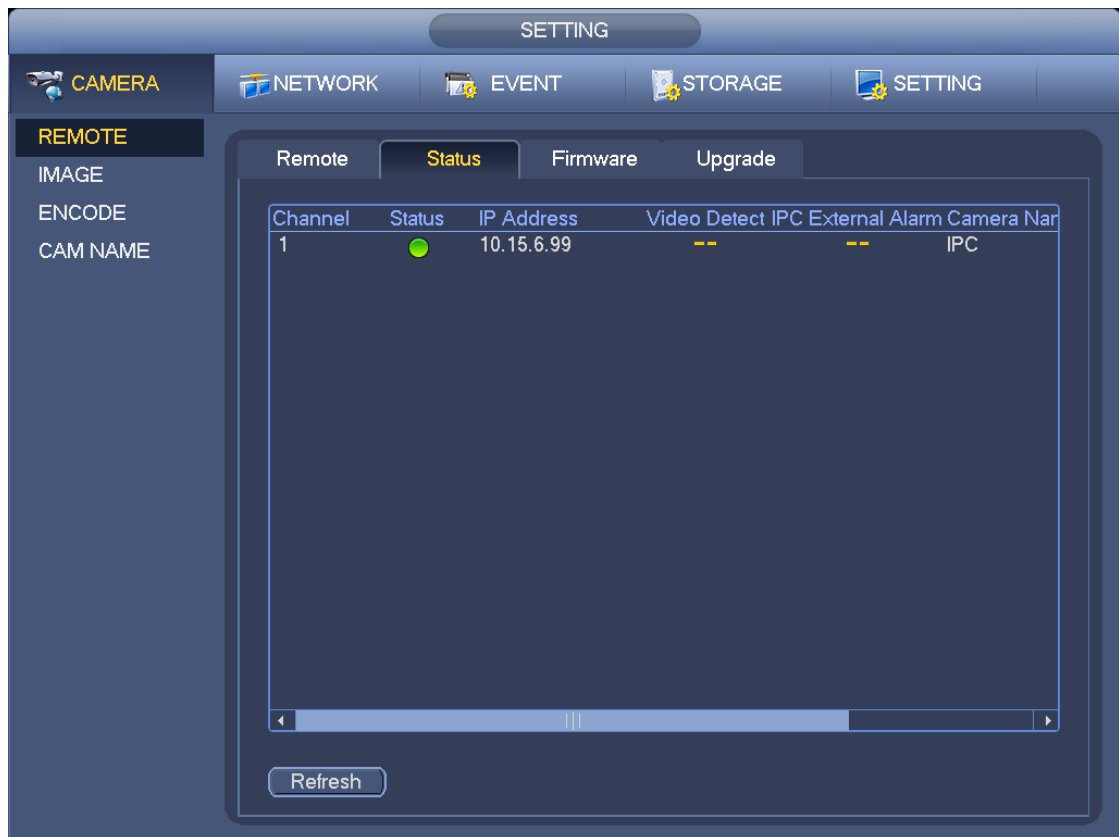 SETTING
CAMERA NETWORK EVENT STORAGE SETTING
REMOTE
IMAGE
ENCODE
CAM NAME
Remote Status Firmware Upgrade
Channel Status IP Address Video Detect IPC External Alarm Camera Nar
1 10.15.6.99 -- -- IPC
Refresh